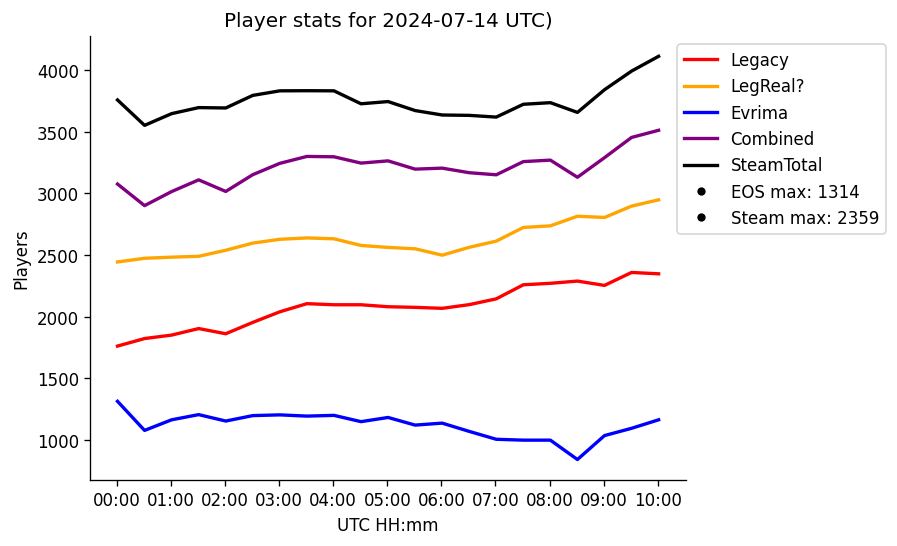 Player stats for 2024-07-14 UTC)
Legacy
LegReal?
Evrima
Combined
SteamTotal
EOS max: 1314
Steam max: 2359
Players
4000
3500
3000
2500
2000
1500
1000
00:00 01:00 02:00 03:00 04:00 05:00 06:00 07:00 08:00 09:00 10:00
UTC HH:mm